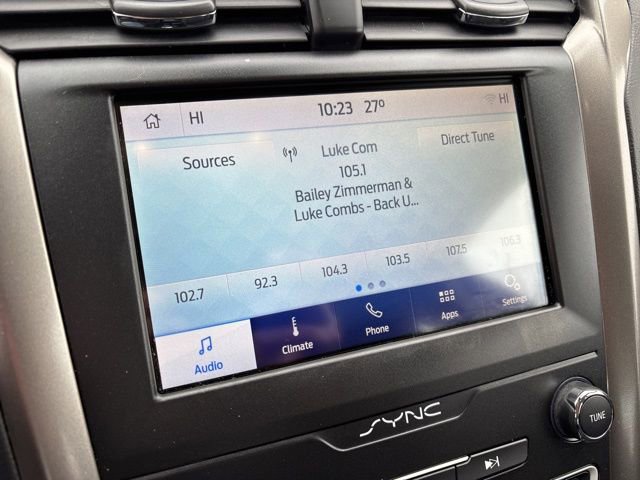 HI 10:23 27° HI
Sources
Luke Com
Direct Tune
105.1
Bailey Zimmerman &
Luke Combs - Back U...
102.7 92.3 104.3 103.5 107.5 106.3
Audio Climate Phone Apps Settings
SYNC
TUNE